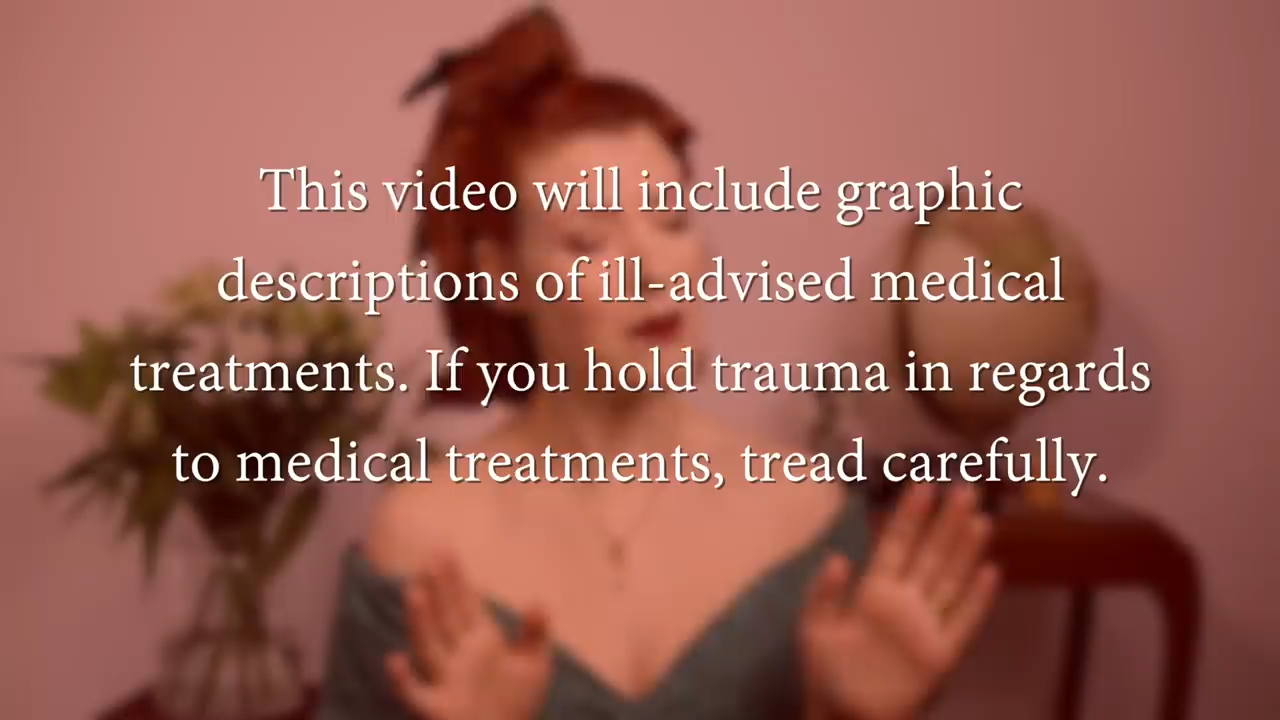 This video will include graphic
descriptions of ill-advised medical
treatments. If you hold trauma in regards
to medical treatments, tread carefully.